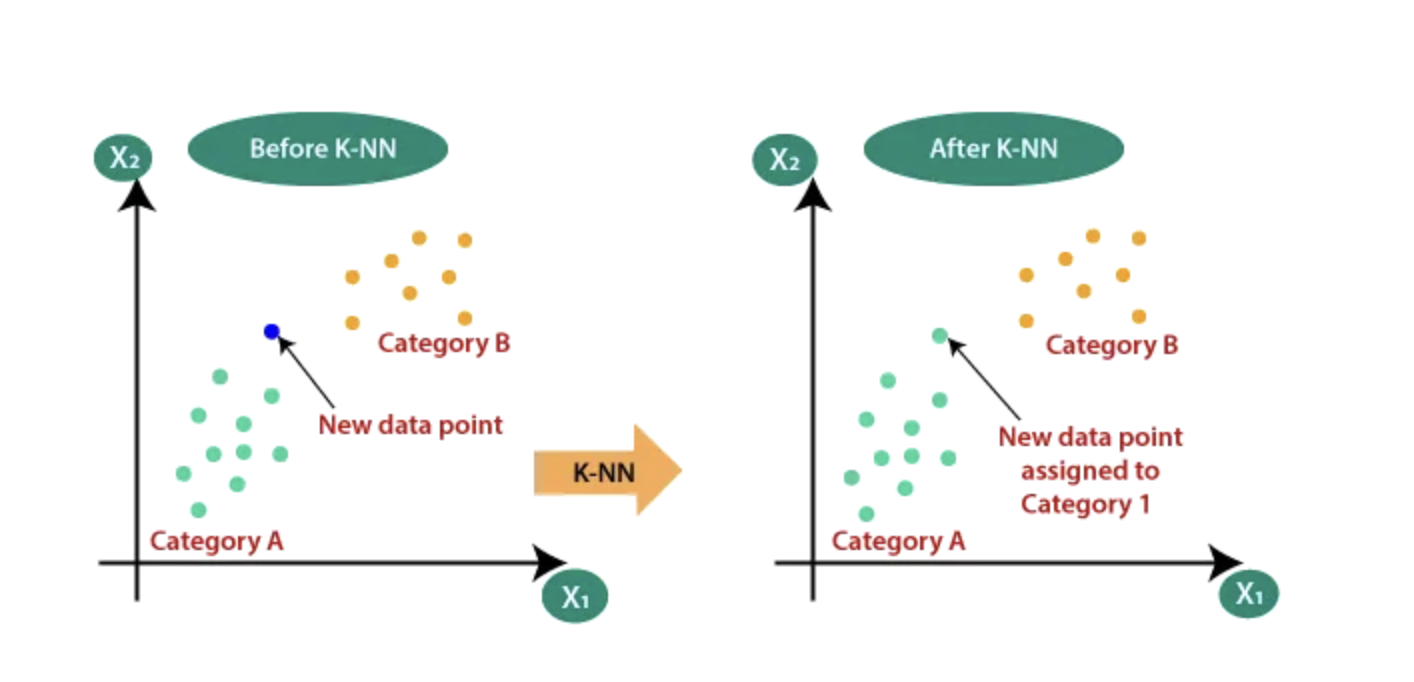 Before K-NN
X₂
Category B
New data point
Category A
X₁
K-NN
After K-NN
X₂
Category B
New data point
assigned to
Category 1
Category A
X₁